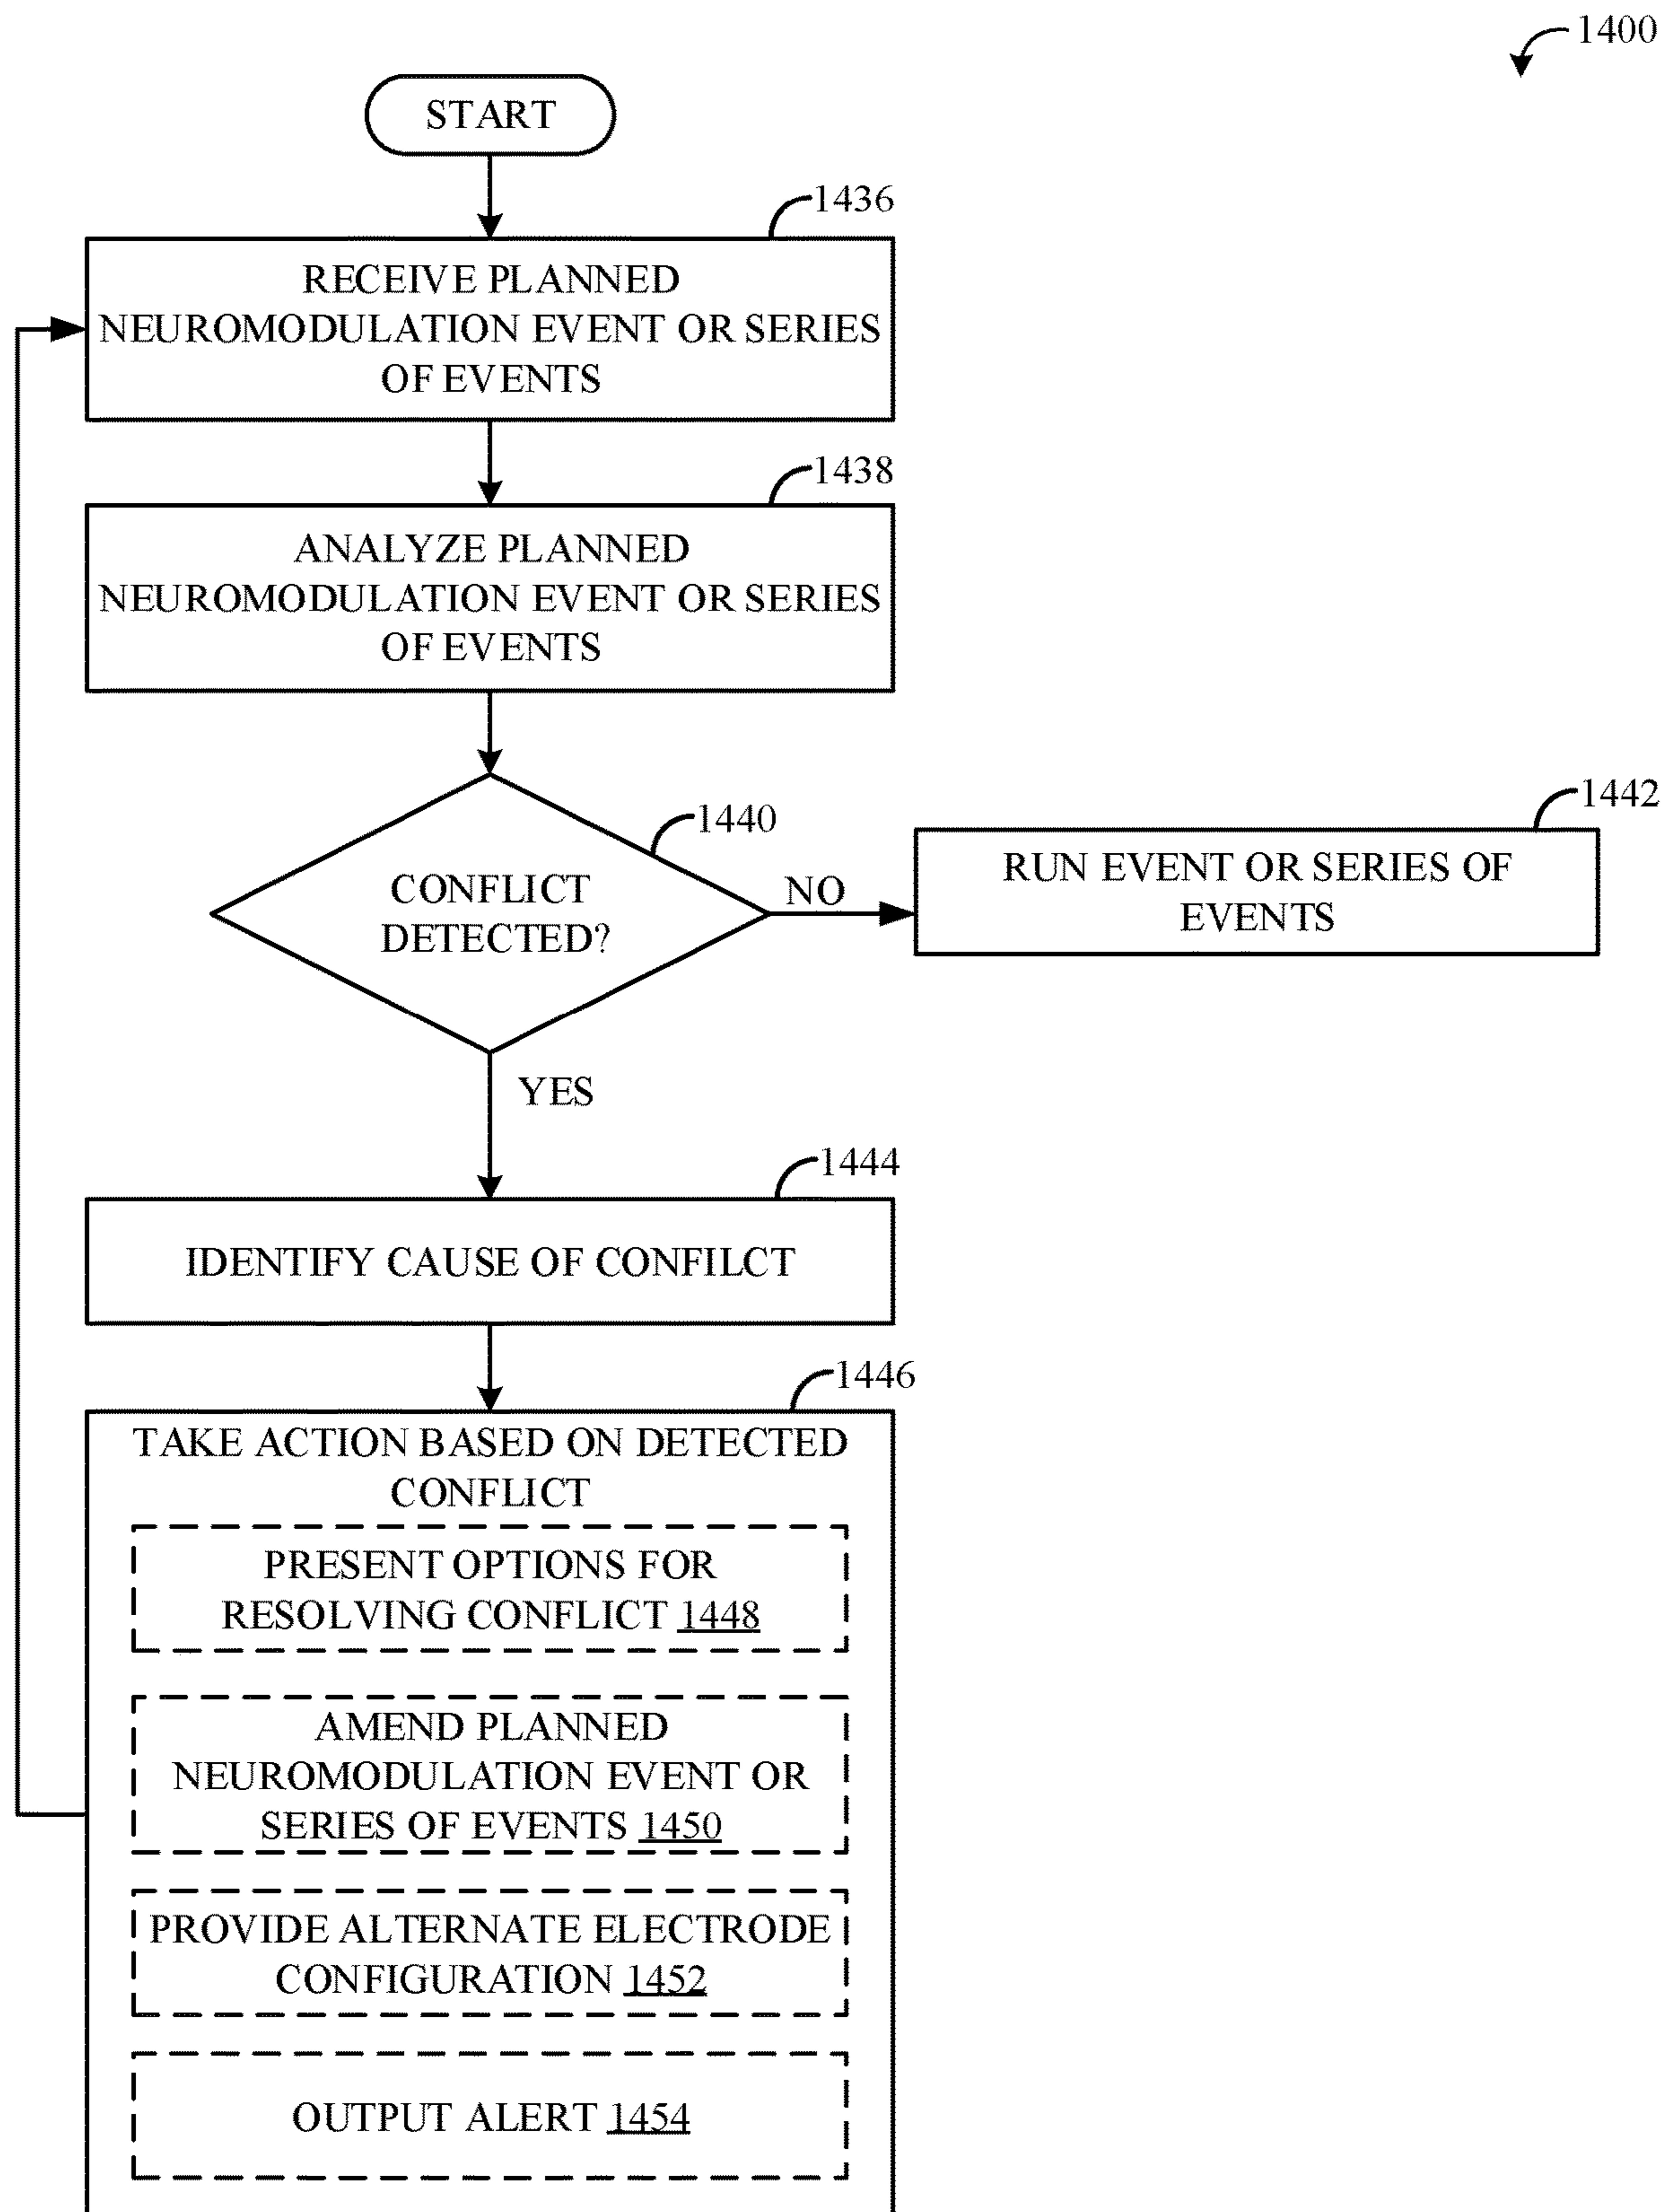 1400
START
1436
RECEIVE PLANNED
NEUROMODULATION EVENT OR SERIES
OF EVENTS
1438
ANALYZE PLANNED
NEUROMODULATION EVENT OR SERIES
OF EVENTS
1440
CONFLICT
DETECTED?
NO
1442
RUN EVENT OR SERIES OF
EVENTS
YES
1444
IDENTIFY CAUSE OF CONFILCT
1446
TAKE ACTION BASED ON DETECTED
CONFLICT
PRESENT OPTIONS FOR
RESOLVING CONFLICT 1448
AMEND PLANNED
NEUROMODULATION EVENT OR
SERIES OF EVENTS 1450
PROVIDE ALTERNATE ELECTRODE
CONFIGURATION 1452
OUTPUT ALERT 1454